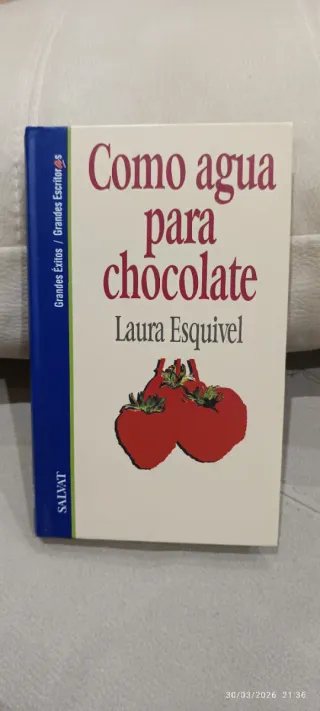 Como agua
para
chocolate
Laura Esquivel
Grandes Éxitos / Grandes Escritores
SALVAT
30/03/2026 21:36